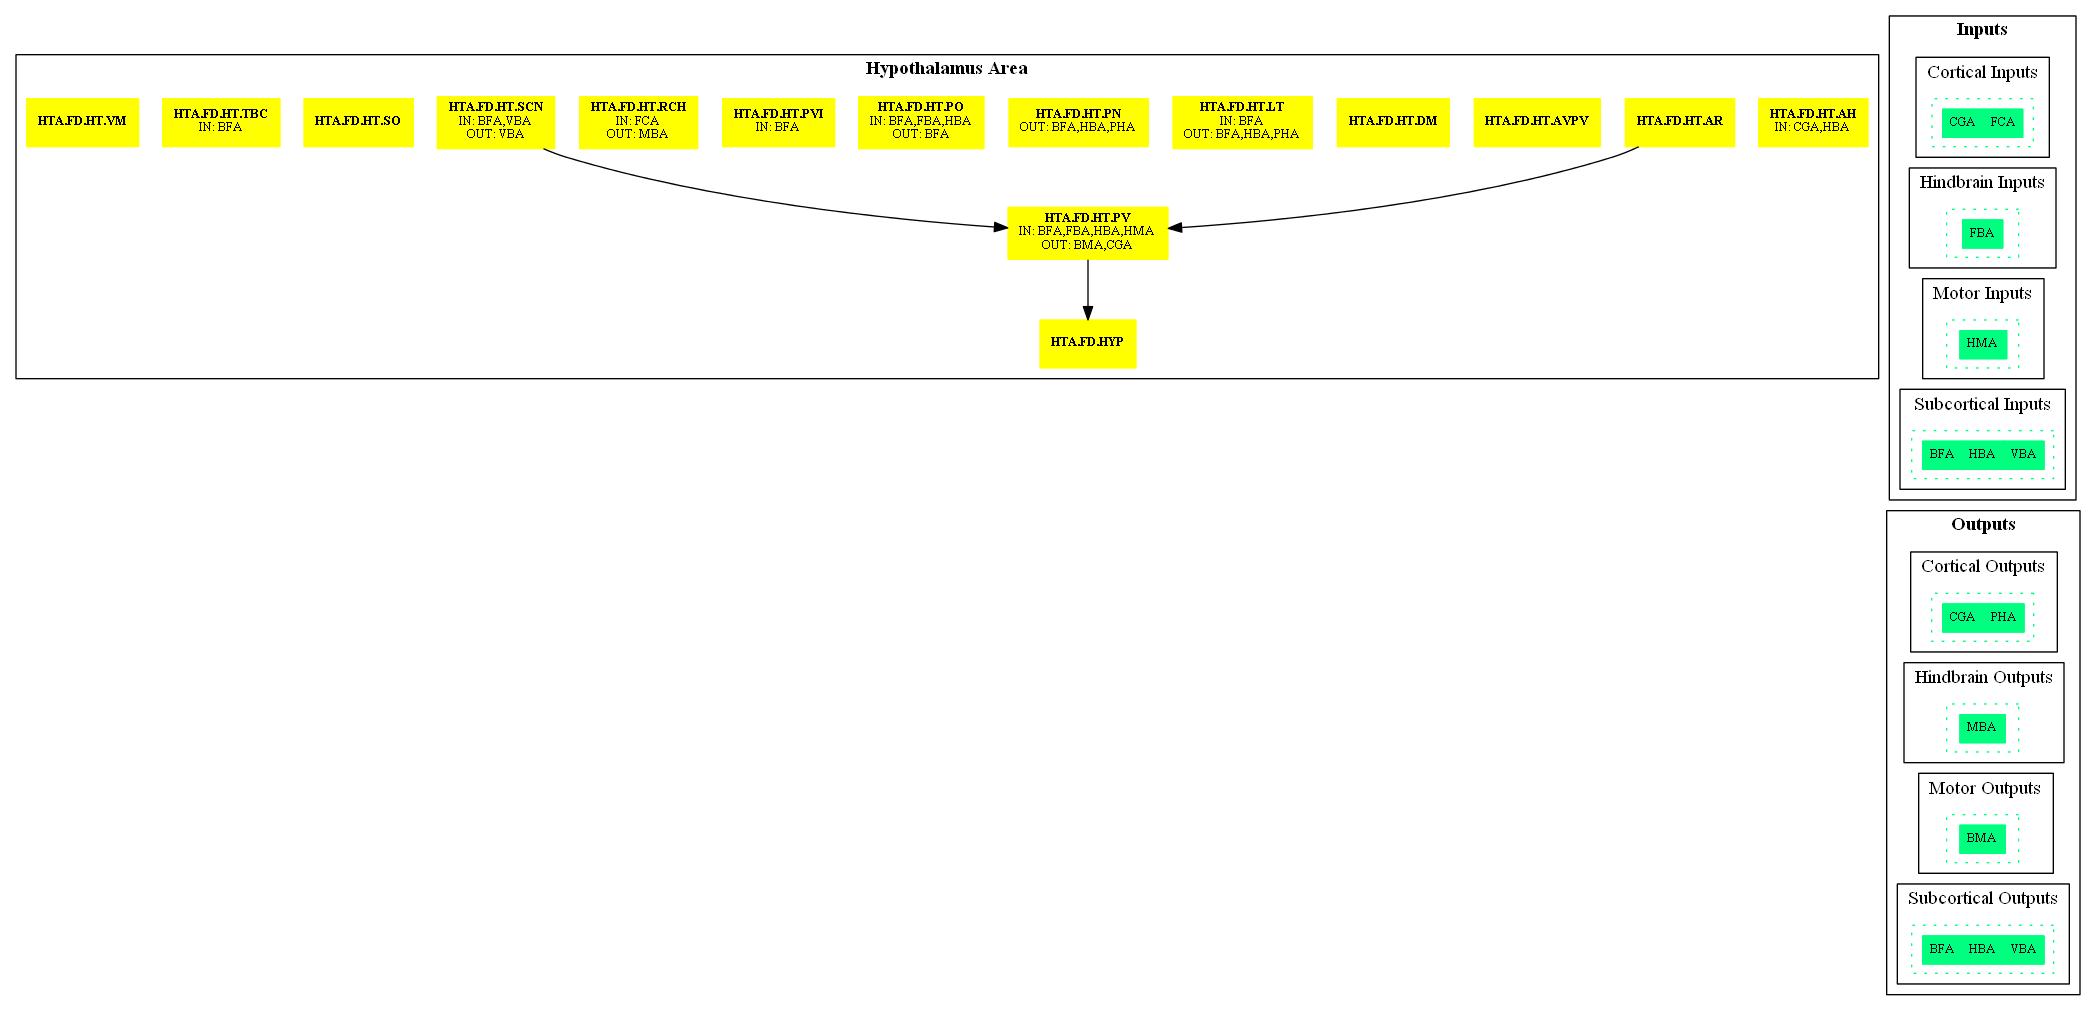 Hypothalamus Area
HTA.FD.HT.VM
HTA.FD.HT.TBC
IN: BFA
HTA.FD.HT.SO
HTA.FD.HT.SCN
IN: BFA,VBA
OUT: VBA
HTA.FD.HT.RCH
IN: FCA
OUT: MBA
HTA.FD.HT.PVI
IN: BFA
HTA.FD.HT.PO
IN: BFA,FBA,HBA
OUT: BFA
HTA.FD.HT.PN
OUT: BFA,HBA,PHA
HTA.FD.HT.LT
IN: BFA
OUT: BFA,HBA,PHA
HTA.FD.HT.DM
HTA.FD.HT.AVPV
HTA.FD.HT.AR
HTA.FD.HT.AH
IN: CGA,HBA
HTA.FD.HT.PV
IN: BFA,FBA,HBA,HMA
OUT: BMA,CGA
HTA.FD.HYP
Inputs
Cortical Inputs
CGA FCA
Hindbrain Inputs
FBA
Motor Inputs
HMA
Subcortical Inputs
BFA HBA VBA
Outputs
Cortical Outputs
CGA PHA
Hindbrain Outputs
MBA
Motor Outputs
BMA
Subcortical Outputs
BFA HBA VBA